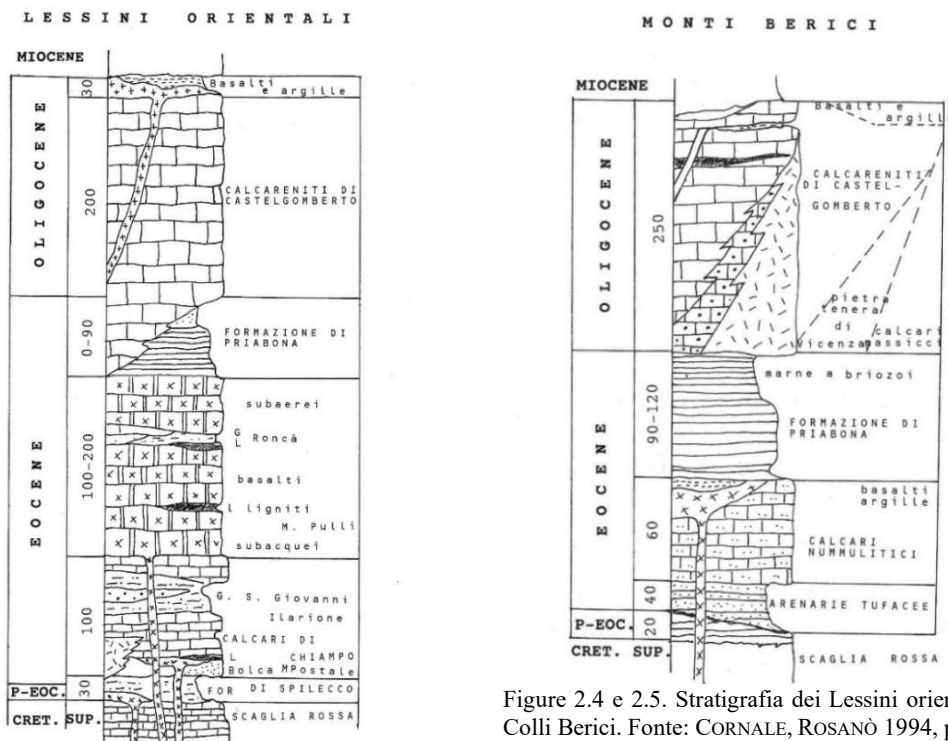 LESSINI ORIENTALI
MIOCENE
OLIGOCENE
EOCENE
P-EOC.
CRET. SUP.
30
200
0-90
100-200
100
30
Basalti
e argille
CALCARENITI DI
CASTELGOMBERTO
FORMAZIONE DI
PRIABONA
subaerei
G
L Roncà
basalti
l ligniti
M. Pulli
subacquei
G. S. Giovanni
Ilarione
CALCARI DI
L CHIAMPO
Bolca MPostale
FOR DI SPILECCO
SCAGLIA ROSSA
MONTI BERICI
MIOCENE
OLIGOCENE
EOCENE
P-EOC.
CRET. SUP.
250
90-120
60
40
20
Basalti e
argill
CALCARENITI
DI CASTEL-
GOMBERTO
pietra
tenera
di calcari
Vicenza massicci
marne a briozoi
FORMAZIONE DI
PRIABONA
basalti
argille
CALCARI
NUMMULITICI
ARENARIE TUFACEE
SCAGLIA ROSSA
Figure 2.4 e 2.5. Stratigrafia dei Lessini orien
Colli Berici. Fonte: CORNALE, ROSANÒ 1994,